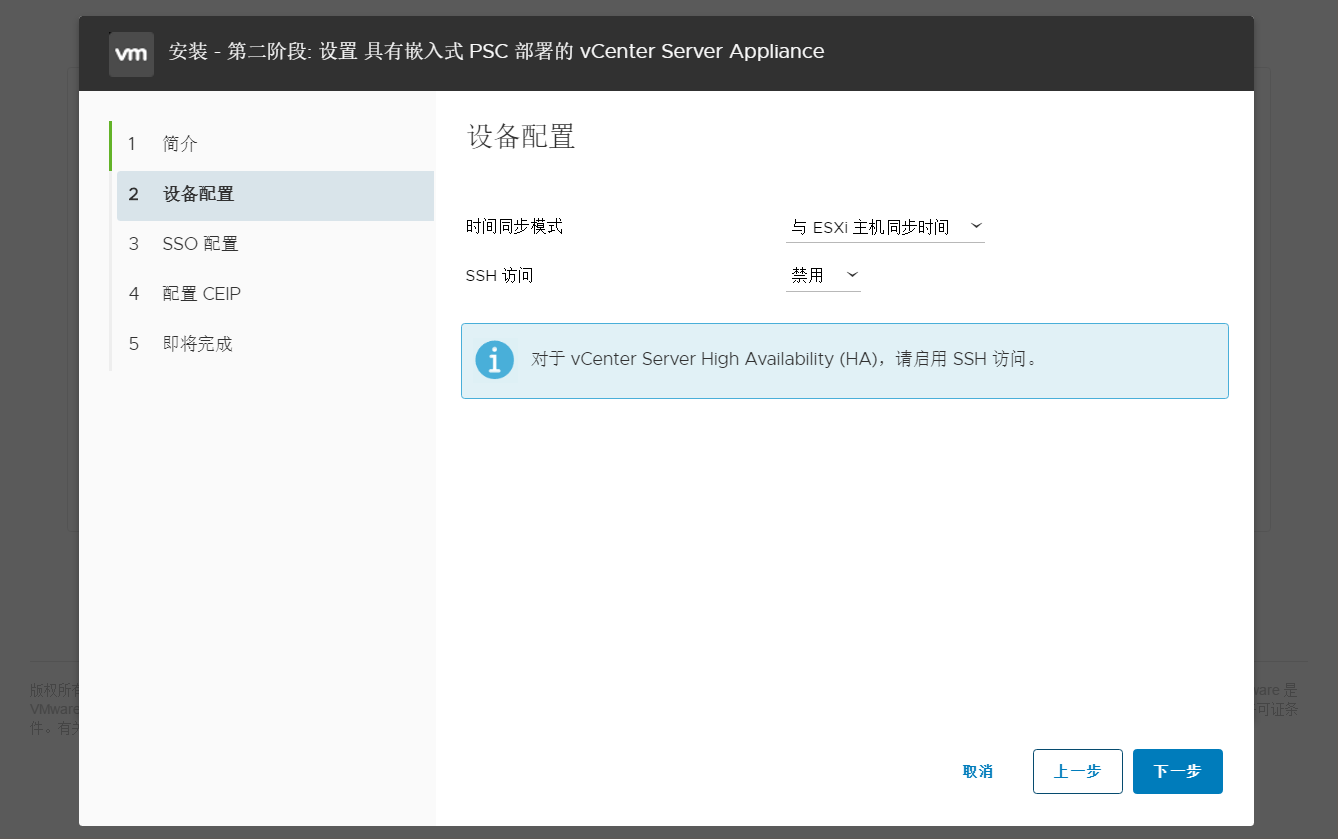 vm 安装 - 第二阶段: 设置 具有嵌入式 PSC 部署的 vCenter Server Appliance
1 简介
2 设备配置
3 SSO 配置
4 配置 CEIP
5 即将完成
设备配置
时间同步模式 与 ESXi 主机同步时间
SSH 访问 禁用
对于 vCenter Server High Availability (HA)，请启用 SSH 访问。
取消 上一步 下一步
版权所有 ware 是
VMware 可证条
件。有关